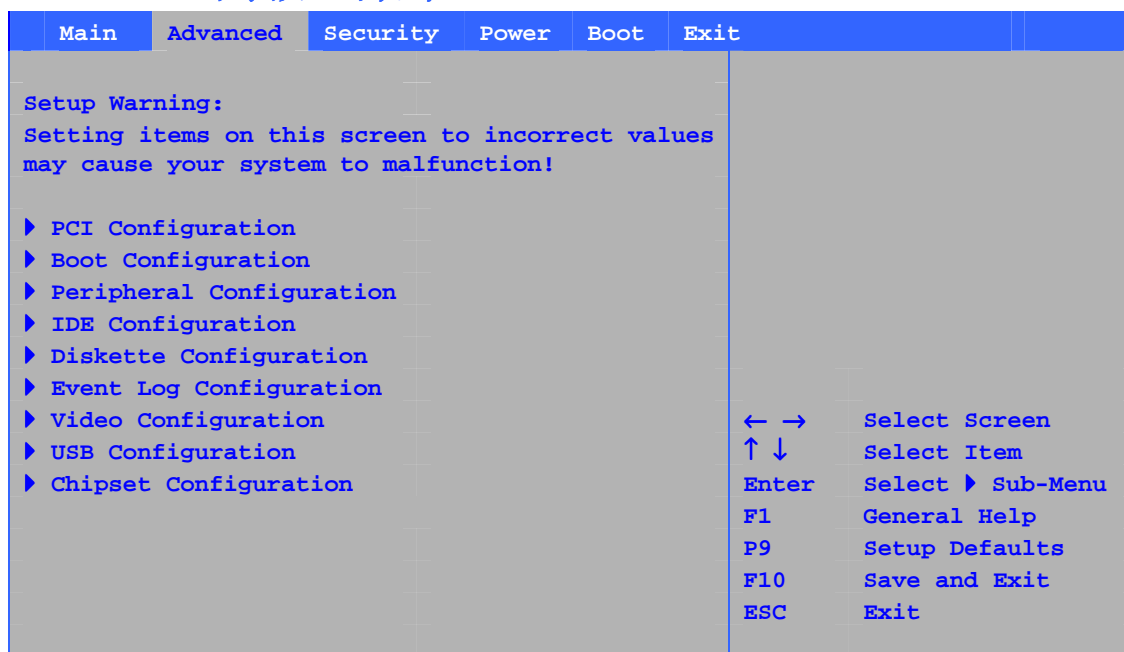 Main Advanced Security Power Boot Exit
Setup Warning:
Setting items on this screen to incorrect values
may cause your system to malfunction!
▶ PCI Configuration
▶ Boot Configuration
▶ Peripheral Configuration
▶ IDE Configuration
▶ Diskette Configuration
▶ Event Log Configuration
▶ Video Configuration
▶ USB Configuration
▶ Chipset Configuration
← → Select Screen
↑ ↓ Select Item
Enter Select ▶ Sub-Menu
F1 General Help
P9 Setup Defaults
F10 Save and Exit
ESC Exit